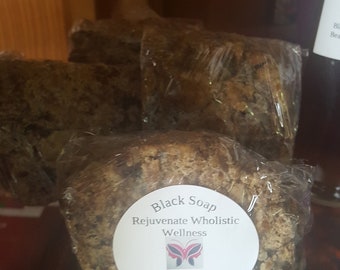 Black Soap
Rejuvenate Wholistic
Wellness